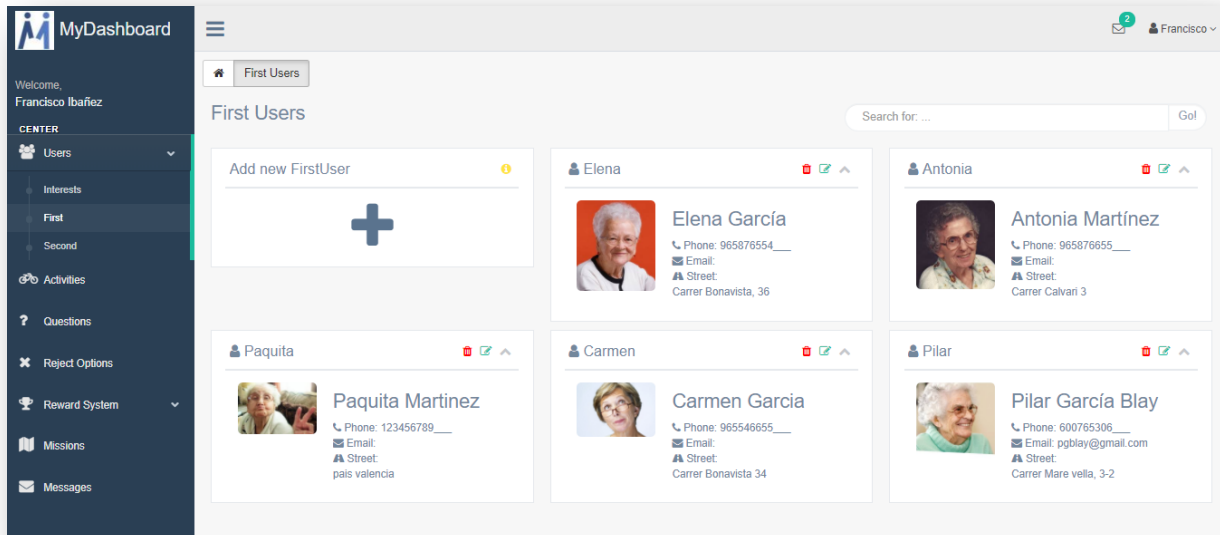 MyDashboard
2
Francisco
Welcome,
Francisco Ibañez
CENTER
Users
Interests
First
Second
Activities
Questions
Reject Options
Reward System
Missions
Messages
First Users
First Users
Search for: ...
Go!
Add new FirstUser
Elena
Elena García
Phone: 965876554___
Email:
Street:
Carrer Bonavista, 36
Antonia
Antonia Martínez
Phone: 965876655___
Email:
Street:
Carrer Calvari 3
Paquita
Paquita Martinez
Phone: 123456789___
Email:
Street:
pais valencia
Carmen
Carmen Garcia
Phone: 965546655___
Email:
Street:
Carrer Bonavista 34
Pilar
Pilar García Blay
Phone: 600765306___
Email: pgblay@gmail.com
Street:
Carrer Mare vella, 3-2